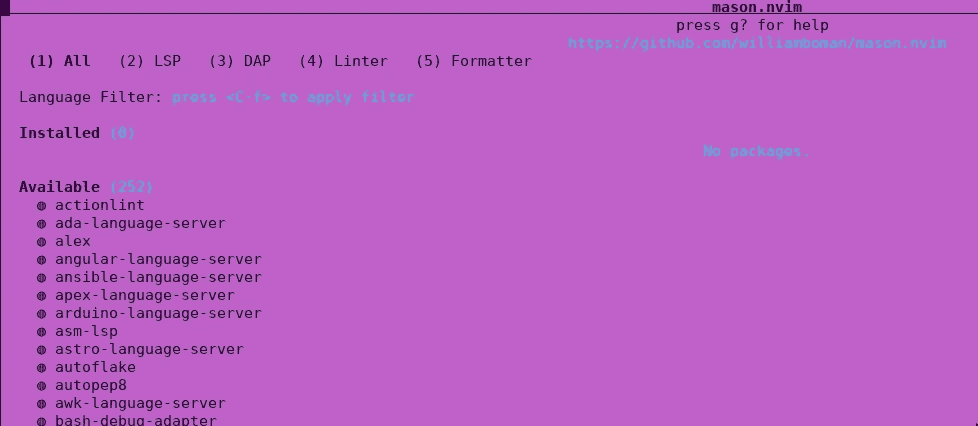 mason.nvim
press g? for help
https://github.com/williamboman/mason.nvim
(1) All (2) LSP (3) DAP (4) Linter (5) Formatter
Language Filter: press <C-f> to apply filter
Installed (0)
No packages.
Available (252)
◍ actionlint
◍ ada-language-server
◍ alex
◍ angular-language-server
◍ ansible-language-server
◍ apex-language-server
◍ arduino-language-server
◍ asm-lsp
◍ astro-language-server
◍ autoflake
◍ autopep8
◍ awk-language-server
◍ bash-debug-adapter